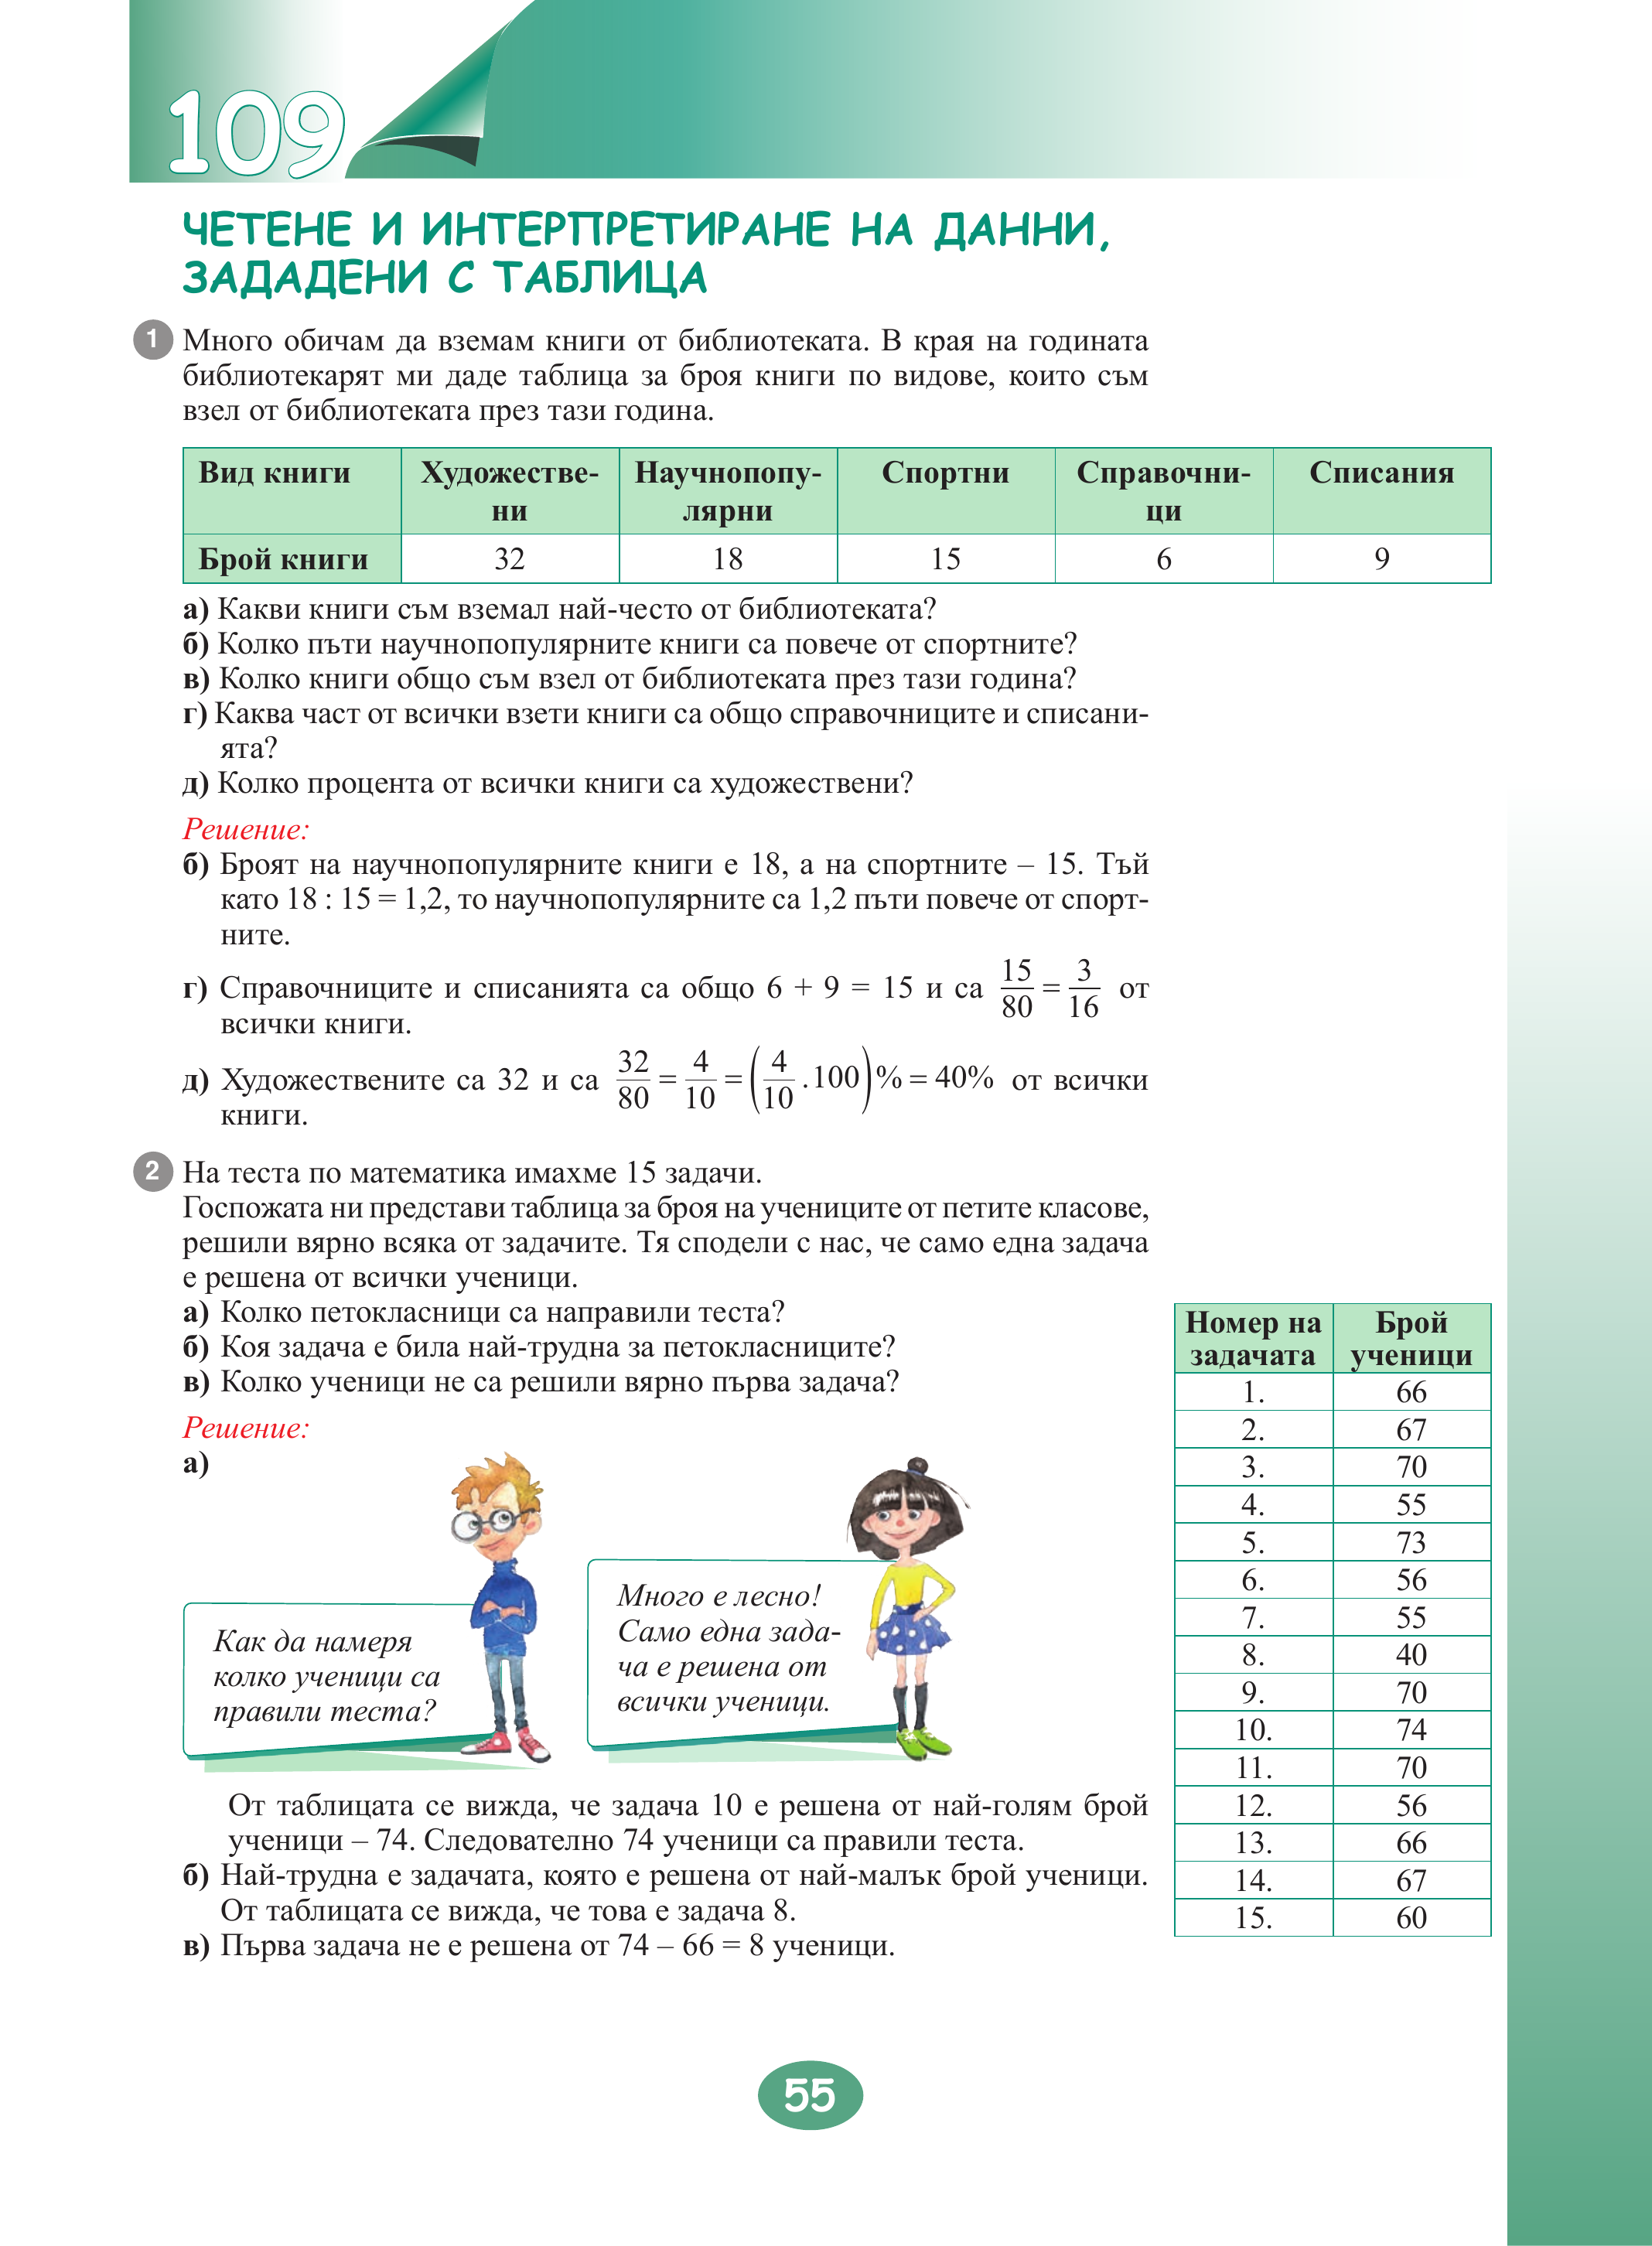 109
ЧЕТЕНЕ И ИНТЕРПРЕТИРАНЕ НА ДАННИ,
ЗАДАДЕНИ С ТАБЛИЦА
1 Много обичам да вземам книги от библиотеката. В края на годината
библиотекарят ми даде таблица за броя книги по видове, които съм
взел от библиотеката през тази година.
Вид книги Художестве- Научнопопу- Спортни Справочни- Списания
ни лярни ци
Брой книги 32 18 15 6 9
а) Какви книги съм вземал най-често от библиотеката?
б) Колко пъти научнопопулярните книги са повече от спортните?
в) Колко книги общо съм взел от библиотеката през тази година?
г) Каква част от всички взети книги са общо справочниците и списани-
ята?
д) Колко процента от всички книги са художествени?
Решение:
б) Броят на научнопопулярните книги е 18, а на спортните – 15. Тъй
като 18 : 15 = 1,2, то научнопопулярните са 1,2 пъти повече от спорт-
ните.
г) Справочниците и списанията са общо 6 + 9 = 15 и са 15/80 = 3/16 от
всички книги.
д) Художествените са 32 и са 32/80 = 4/10 = (4/10 . 100)% = 40% от всички
книги.
2 На теста по математика имахме 15 задачи.
Госпожата ни представи таблица за броя на учениците от петите класове,
решили вярно всяка от задачите. Тя сподели с нас, че само една задача
е решена от всички ученици.
а) Колко петокласници са направили теста?
б) Коя задача е била най-трудна за петокласниците?
в) Колко ученици не са решили вярно първа задача?
Решение:
а)
Как да намеря
колко ученици са
правили теста?
Много е лесно!
Само една зада-
ча е решена от
всички ученици.
От таблицата се вижда, че задача 10 е решена от най-голям брой
ученици – 74. Следователно 74 ученици са правили теста.
б) Най-трудна е задачата, която е решена от най-малък брой ученици.
От таблицата се вижда, че това е задача 8.
в) Първа задача не е решена от 74 – 66 = 8 ученици.
Номер на Брой
задачата ученици
1. 66
2. 67
3. 70
4. 55
5. 73
6. 56
7. 55
8. 40
9. 70
10. 74
11. 70
12. 56
13. 66
14. 67
15. 60
55